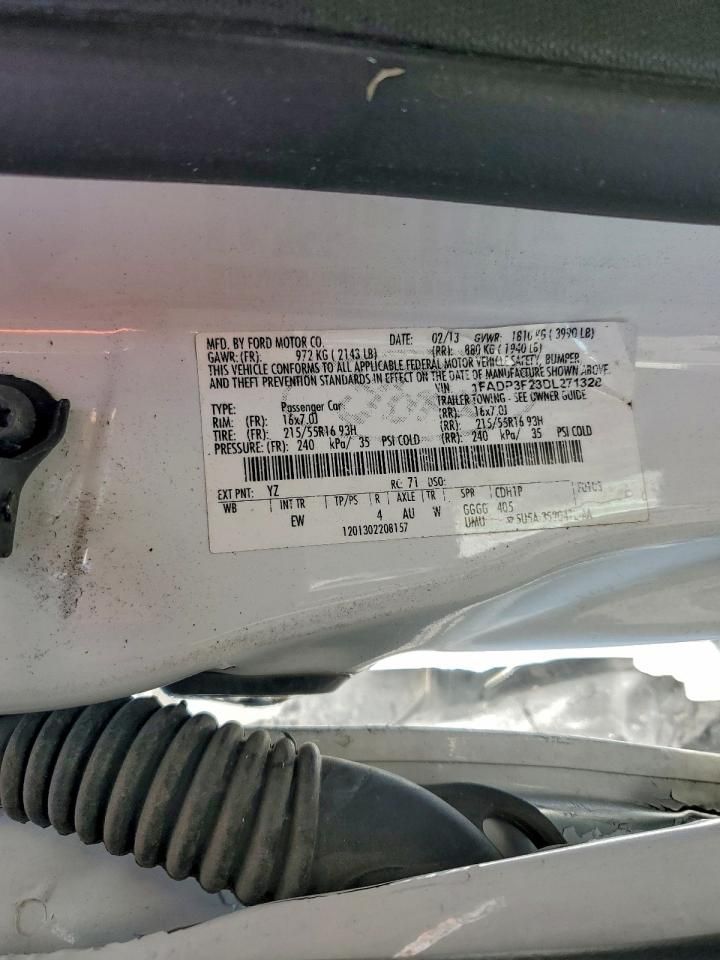 MFD. BY FORD MOTOR CO. DATE: 02/13 GVWR: 1810 KG ( 3990 LB)
GAWR: (FR): 972 KG ( 2143 LB) (RR): 880 KG ( 1940 LB)
THIS VEHICLE CONFORMS TO ALL APPLICABLE FEDERAL MOTOR VEHICLE SAFETY, BUMPER
AND THEFT PREVENTION STANDARDS IN EFFECT ON THE DATE OF MANUFACTURE SHOWN ABOVE.
VIN 1FADP3F23DL271328
TYPE: Passenger Car TRAILER TOWING - SEE OWNER GUIDE
RIM: (FR): 16x7.0J (RR): 16x7.0J
TIRE: (FR): 215/55R16 93H (RR): 215/55R16 93H
PRESSURE: (FR): 240 kPa/ 35 PSI COLD (RR): 240 kPa/ 35 PSI COLD
EXT PNT: YZ RC: 71 DSO:
WB INT TR TP/PS R AXLE TR SPR CDH1P
EW 4 AU W GGGG 405
1201302208157 UMU